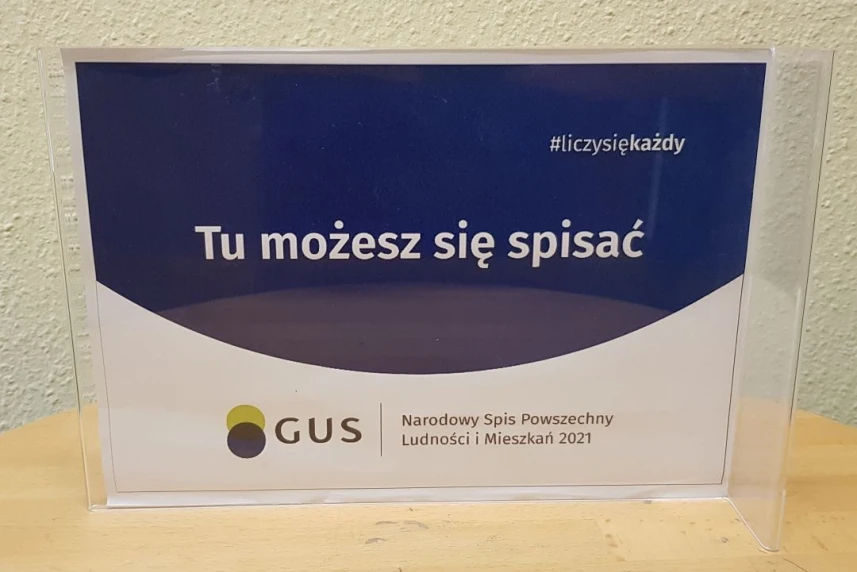 #liczysiękażdy
Tu możesz się spisać
GUS
Narodowy Spis Powszechny
Ludności i Mieszkań 2021